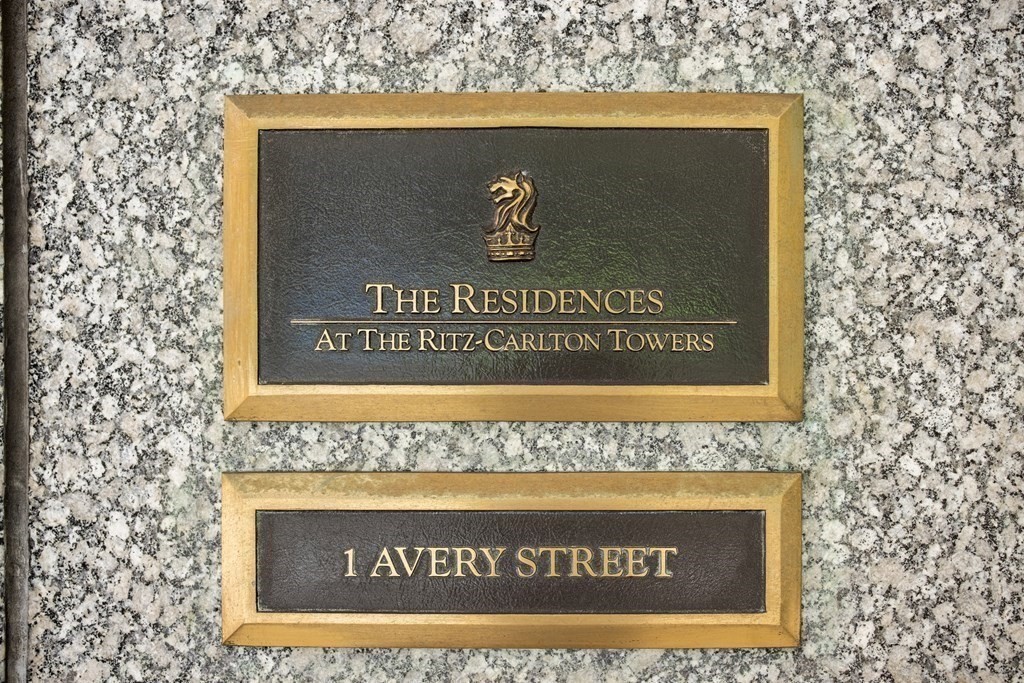 THE RESIDENCES
AT THE RITZ-CARLTON TOWERS
1 AVERY STREET